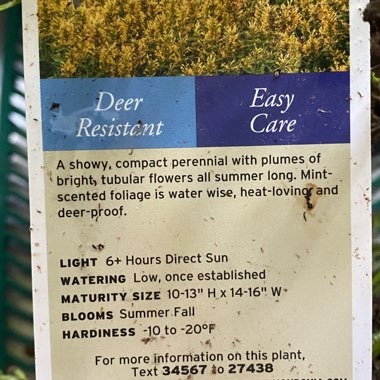 Deer
Resistant
Easy
Care
A showy, compact perennial with plumes of
bright, tubular flowers all summer long. Mint-
scented foliage is water wise, heat-loving and
deer-proof.
LIGHT 6+ Hours Direct Sun
WATERING Low, once established
MATURITY SIZE 10-13" H x 14-16" W
BLOOMS Summer Fall
HARDINESS -10 to -20°F
For more information on this plant,
Text 34567 to 27438